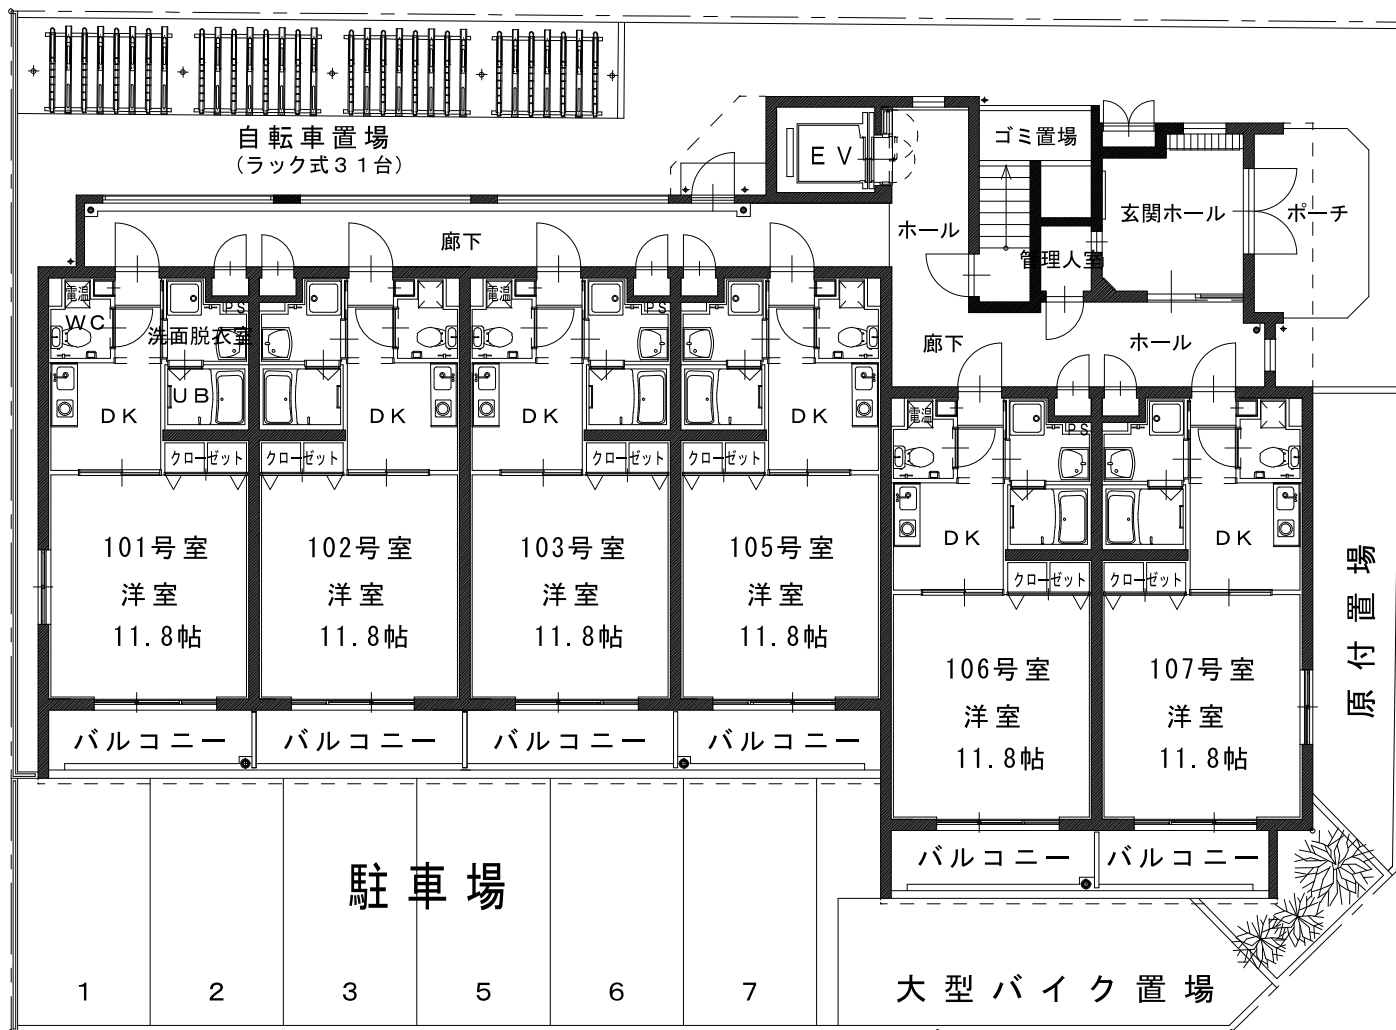 自転車置場
(ラック式31台)
EV
ゴミ置場
玄関ホール
ポーチ
ホール
管理人室
廊下
廊下
ホール
電温
WC
洗面脱衣室
PS
UB
DK
クローゼット
101号室
洋室
11.8帖
バルコニー
DK
クローゼット
102号室
洋室
11.8帖
バルコニー
電温
PS
DK
クローゼット
103号室
洋室
11.8帖
バルコニー
DK
クローゼット
105号室
洋室
11.8帖
バルコニー
電温
PS
DK
クローゼット
106号室
洋室
11.8帖
バルコニー
DK
クローゼット
107号室
洋室
11.8帖
バルコニー
原付置場
駐車場
1
2
3
5
6
7
大型バイク置場